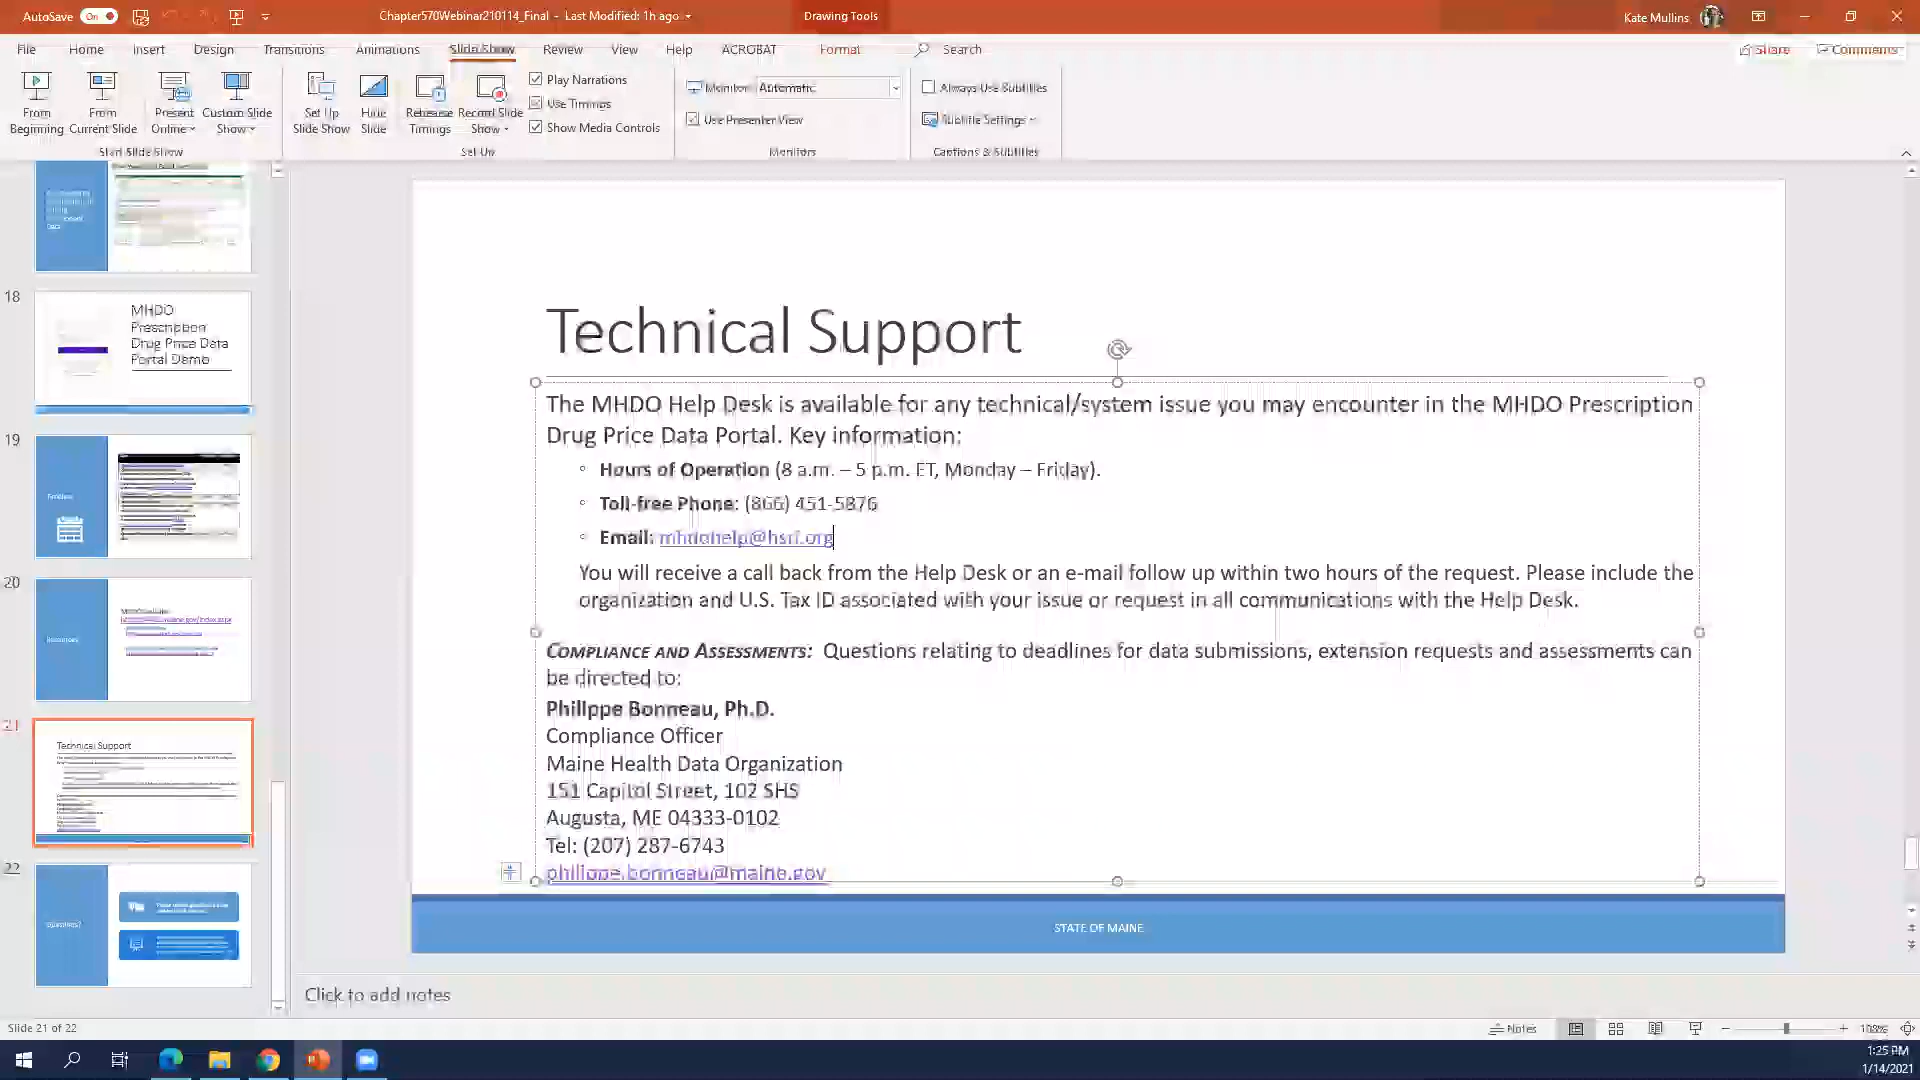 AutoSave On
Chapter570Webinar210114_Final - Last Modified: 1h ago
Drawing Tools
Kate Mullins
File Home Insert Design Transitions Animations Slide Show Review View Help ACROBAT Format Search
Share Comments
From Beginning
From Current Slide
Present Online
Custom Slide Show
Set Up Slide Show
Hide Slide
Rehearse Timings
Record Slide Show
Play Narrations
Use Timings
Show Media Controls
Monitor: Automatic
Use Presenter View
Always Use Subtitles
Subtitle Settings
Start Slide Show
Set Up
Monitors
Captions & Subtitles
18
MHDO
Prescription
Drug Price Data
Portal Demo
19
Timeline
20
Resources
21
Technical Support
22
Questions?
Technical Support
The MHDO Help Desk is available for any technical/system issue you may encounter in the MHDO Prescription
Drug Price Data Portal. Key information:
◦ Hours of Operation (8 a.m. – 5 p.m. ET, Monday – Friday).
◦ Toll-free Phone: (866) 451-5876
◦ Email: mhdohelp@hsri.org
You will receive a call back from the Help Desk or an e-mail follow up within two hours of the request. Please include the
organization and U.S. Tax ID associated with your issue or request in all communications with the Help Desk.
COMPLIANCE AND ASSESSMENTS: Questions relating to deadlines for data submissions, extension requests and assessments can
be directed to:
Philippe Bonneau, Ph.D.
Compliance Officer
Maine Health Data Organization
151 Capitol Street, 102 SHS
Augusta, ME 04333-0102
Tel: (207) 287-6743
philippe.bonneau@maine.gov
STATE OF MAINE
Click to add notes
Slide 21 of 22
Notes
108%
1:25 PM
1/14/2021